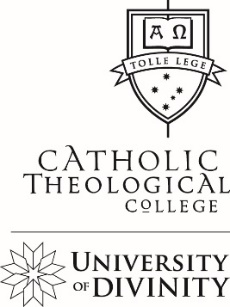 A Ω
TOLLE LEGE
CATHOLIC
THEOLOGICAL
COLLEGE
UNIVERSITY
OF DIVINITY